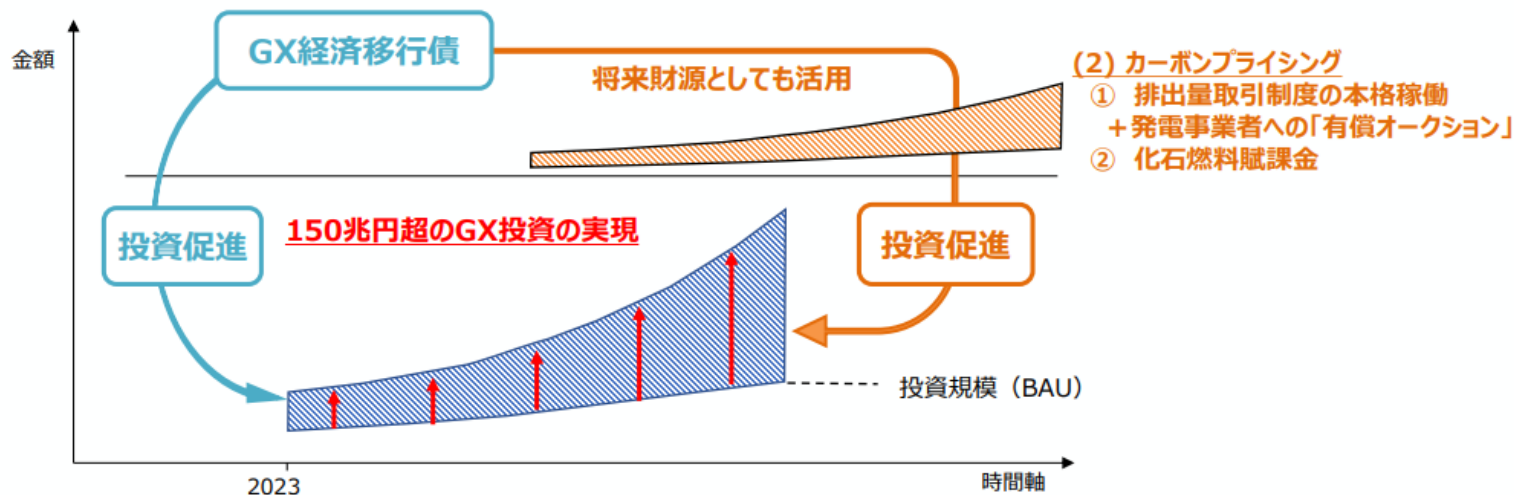 金額
GX経済移行債
将来財源としても活用
(2) カーボンプライシング
① 排出量取引制度の本格稼働
＋発電事業者への「有償オークション」
② 化石燃料賦課金
投資促進
150兆円超のGX投資の実現
投資促進
投資規模（BAU）
2023
時間軸